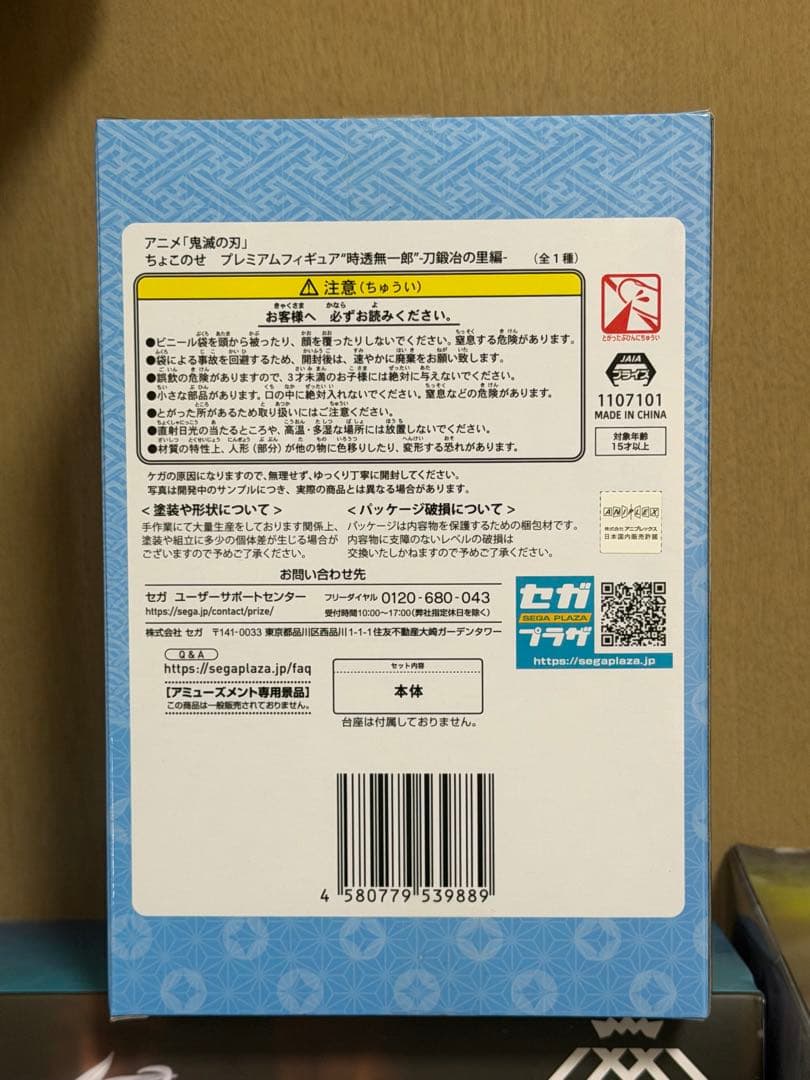 アニメ「鬼滅の刃」
ちょこのせ プレミアムフィギュア“時透無一郎”-刀鍛冶の里編- (全1種)
⚠注意(ちゅうい)
お客様へ 必ずお読みください。
●ビニール袋を頭から被ったり、顔を覆ったりしないでください。窒息する危険があります。
●袋による事故を回避するため、開封後は、速やかに廃棄をお願い致します。
●誤飲の危険がありますので、3才未満のお子様には絶対に与えないでください。
●小さな部品があります。口の中に絶対入れないでください。窒息などの危険があります。
●とがった所があるため取り扱いにはご注意ください。
●直射日光の当たるところや、高温・多湿な場所には放置しないでください。
●材質の特性上、人形(部分)が他の物に色移りしたり、変形する恐れがあります。
とがったぶひんにちゅうい
JAIA
プライズ
1107101
MADE IN CHINA
対象年齢
15才以上
ケガの原因になりますので、無理せず、ゆっくり丁寧に開封してください。
写真は開発中のサンプルにつき、実際の商品とは異なる場合があります。
<塗装や形状について>
手作業にて大量生産をしております関係上、
塗装や組立に多少の個体差が生じる場合が
ございますので予めご了承ください。
<パッケージ破損について>
パッケージは内容物を保護するための梱包材です。
内容物に支障のないレベルの破損は
交換いたしかねますので予めご了承ください。
ANIPLEX
株式会社 アニプレックス
日本国内販売許諾
お問い合わせ先
セガ ユーザーサポートセンター
https://sega.jp/contact/prize/
フリーダイヤル 0120-680-043
受付時間10:00~17:00(弊社指定休日を除く)
株式会社 セガ 〒141-0033 東京都品川区西品川1-1-1住友不動産大崎ガーデンタワー
セガ
SEGA PLAZA
プラザ
https://segaplaza.jp
Q&A
https://segaplaza.jp/faq
[アミューズメント専用景品]
この商品は一般販売されておりません。
セット内容
本体
台座は付属しておりません。
4 580779 539889